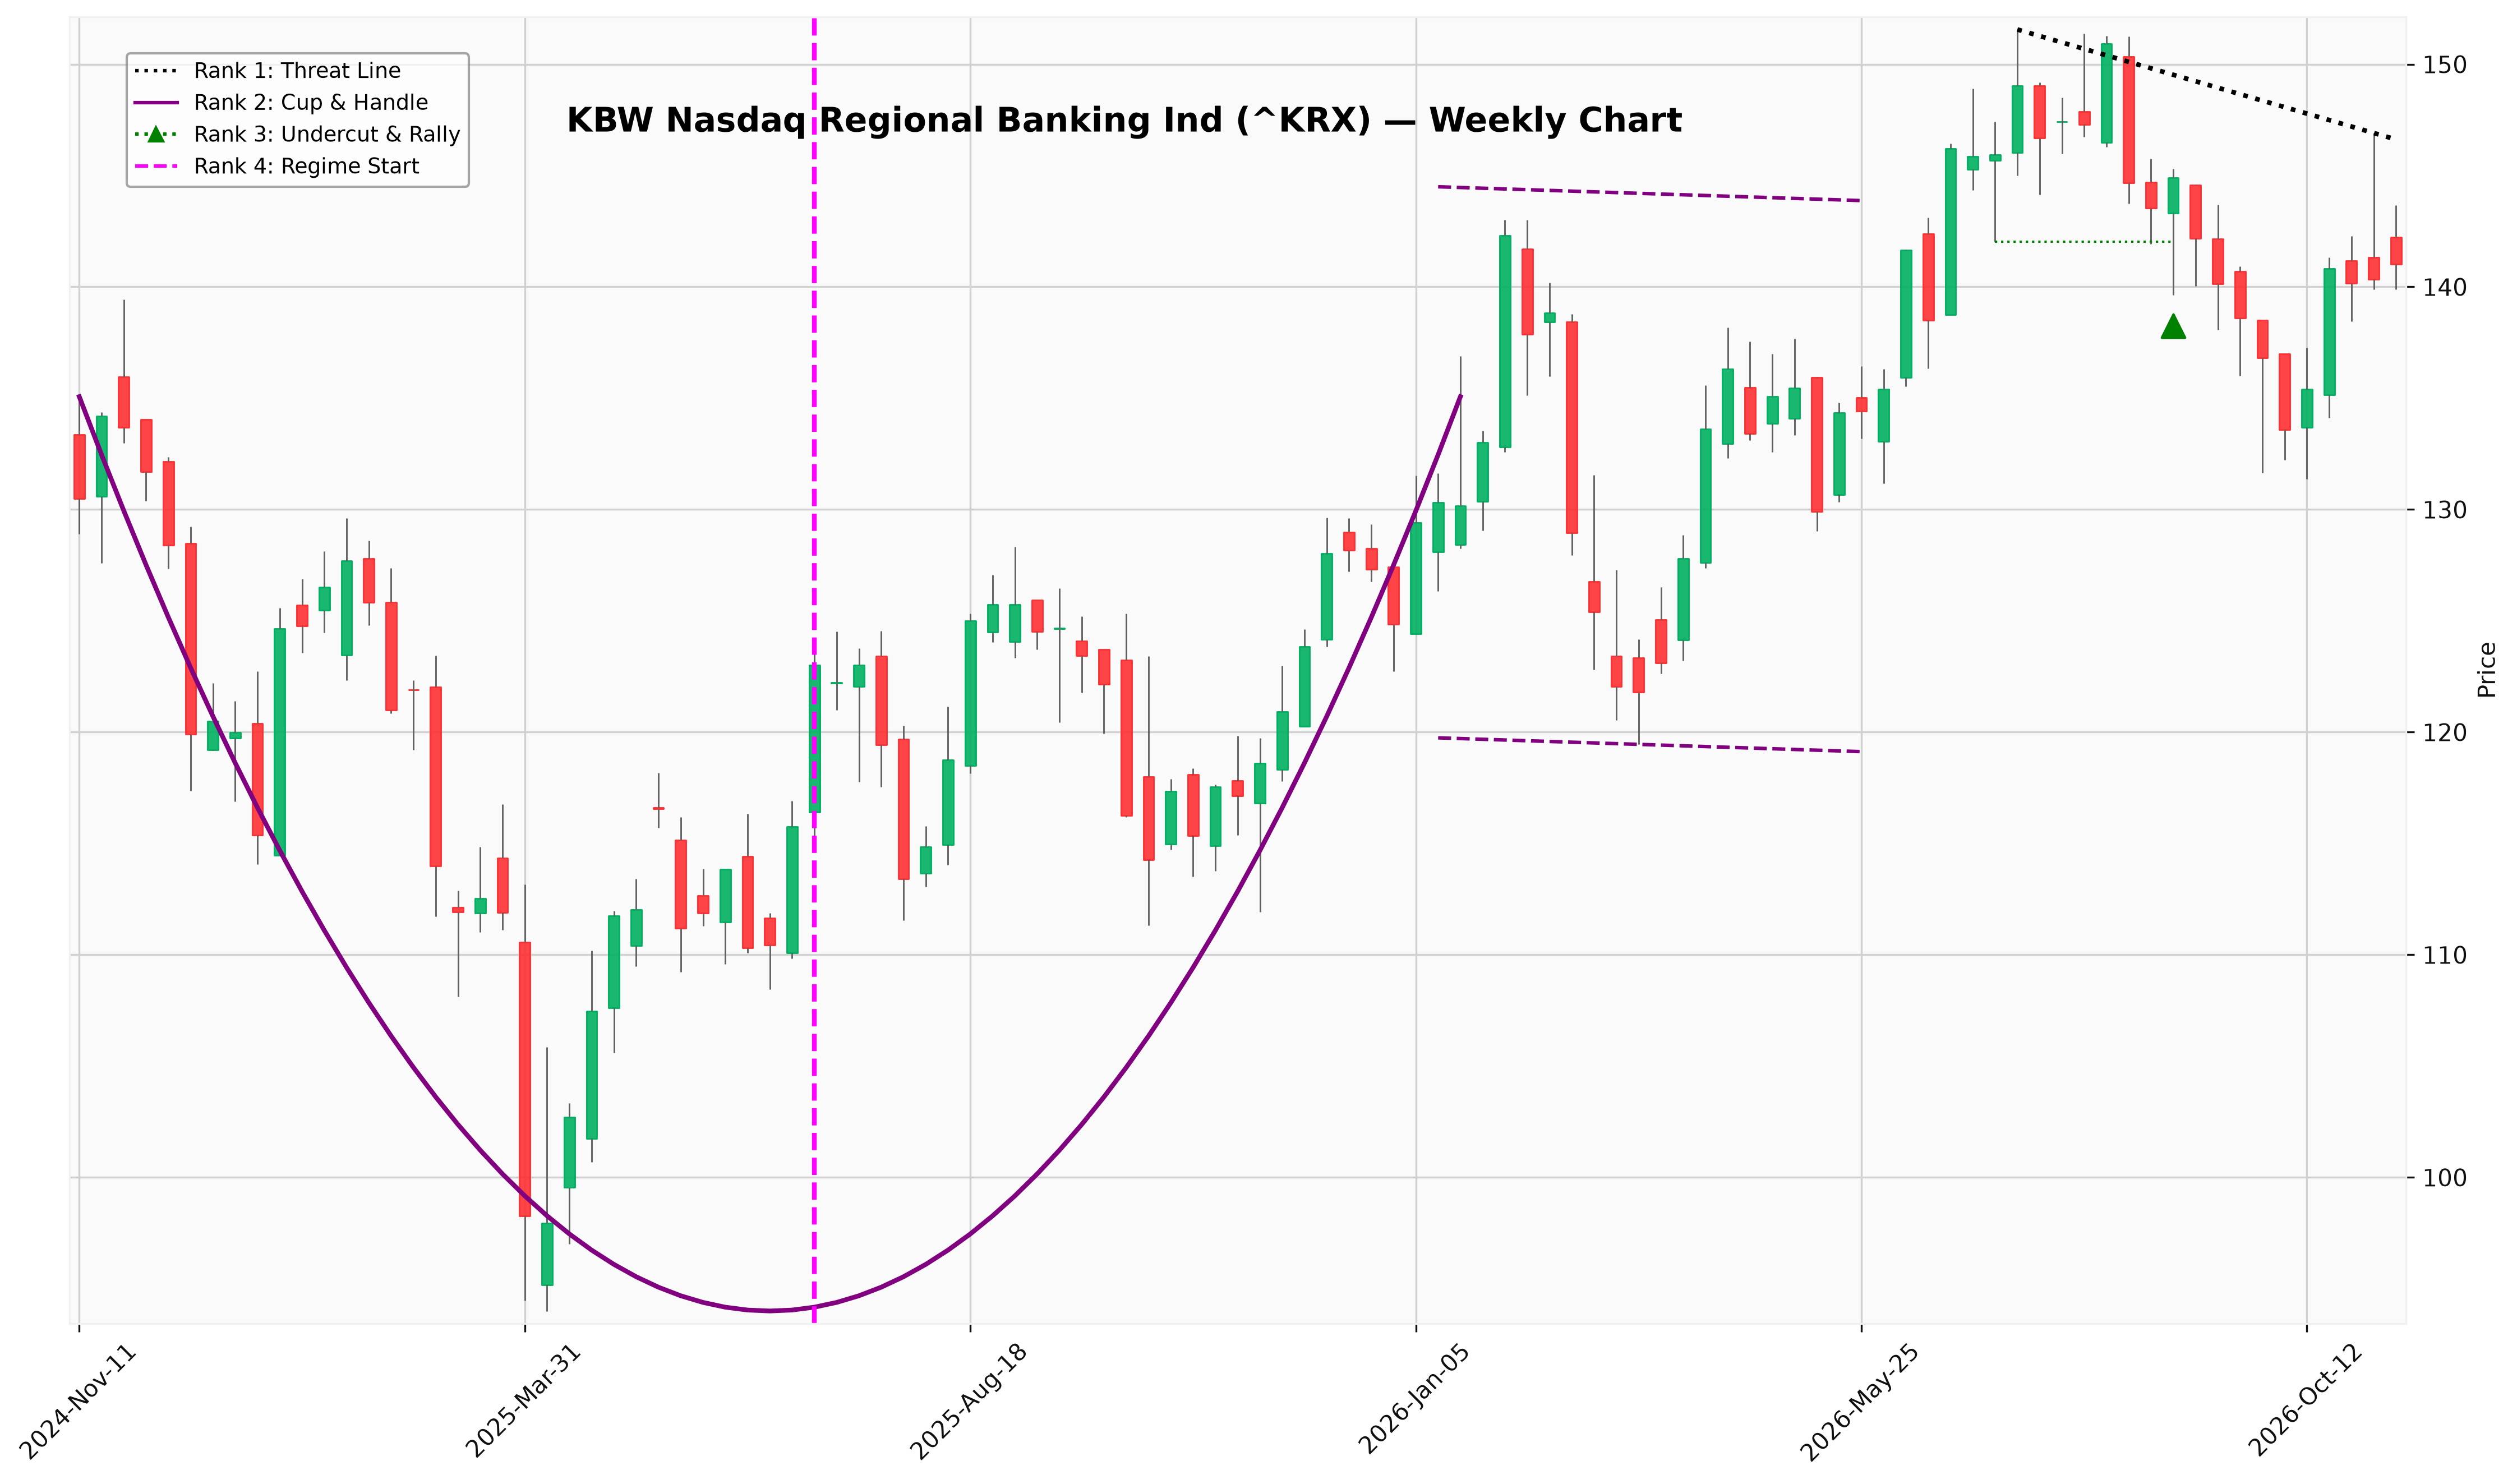 KBW Nasdaq Regional Banking Ind (^KRX) — Weekly Chart
Rank 1: Threat Line
Rank 2: Cup & Handle
Rank 3: Undercut & Rally
Rank 4: Regime Start
150
140
130
120
110
100
Price
2024-Nov-11
2025-Mar-31
2025-Aug-18
2026-Jan-05
2026-May-25
2026-Oct-12